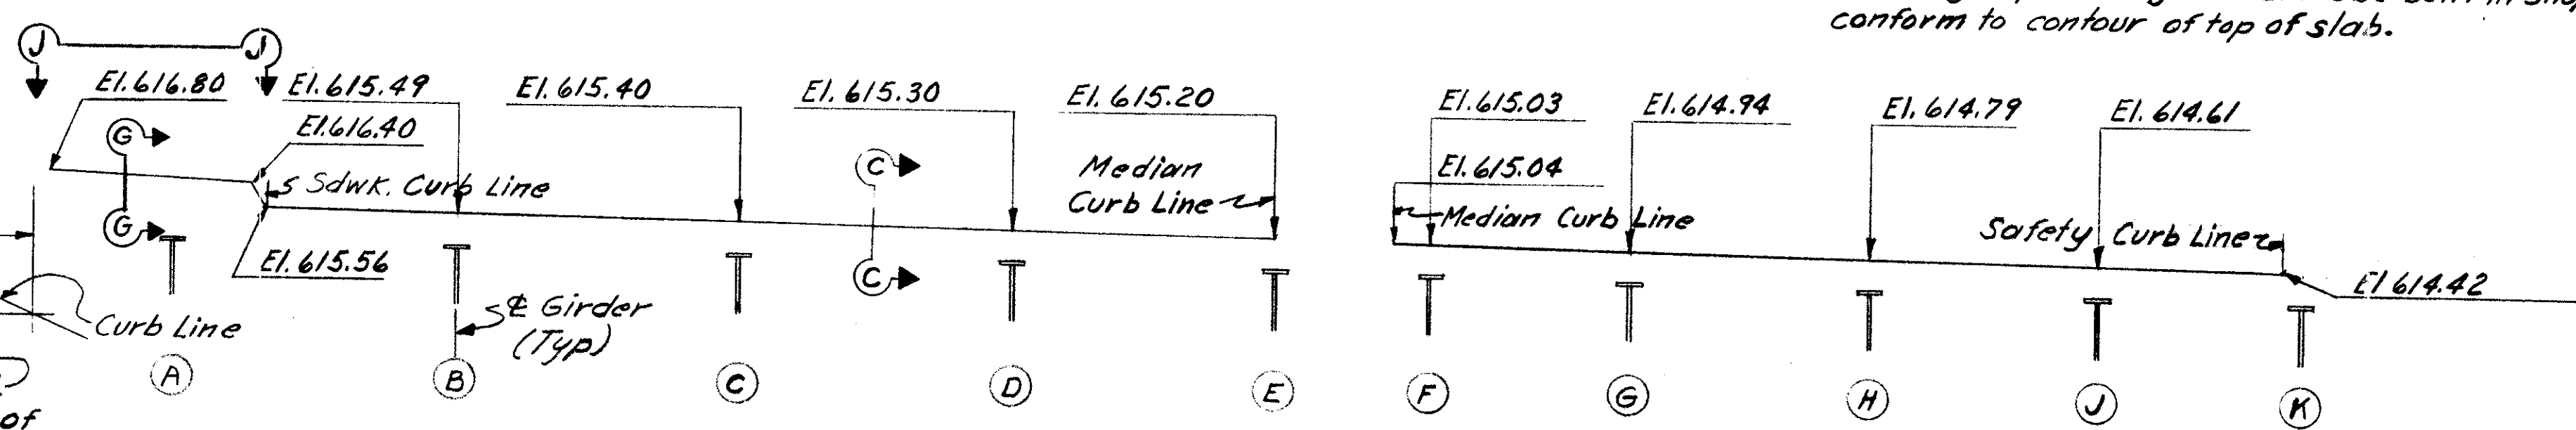 conform to contour of top of slab.
J J
El. 616.80 El. 615.49 El. 615.40 El. 615.30 El. 615.20 El. 615.03 El. 614.94 El. 614.79 El. 614.61
G El. 616.40
C Median El. 615.04
Sdwk. Curb Line
Curb Line
Median Curb Line
G Safety Curb Line
El. 615.56 C El 614.42
℄ Girder
Curb Line (Typ)
A B C D E F G H J K
of